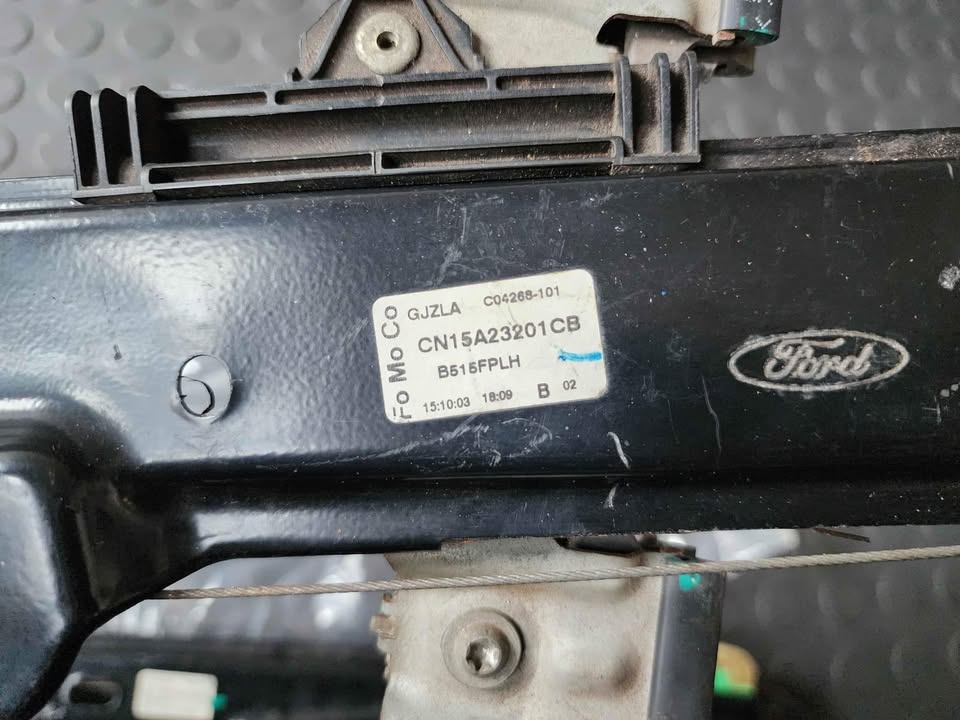 Fo Mo Co
GJZLA C04268-101
CN15A23201CB
B515FPLH
15:10:03 18:09 B 02
Ford